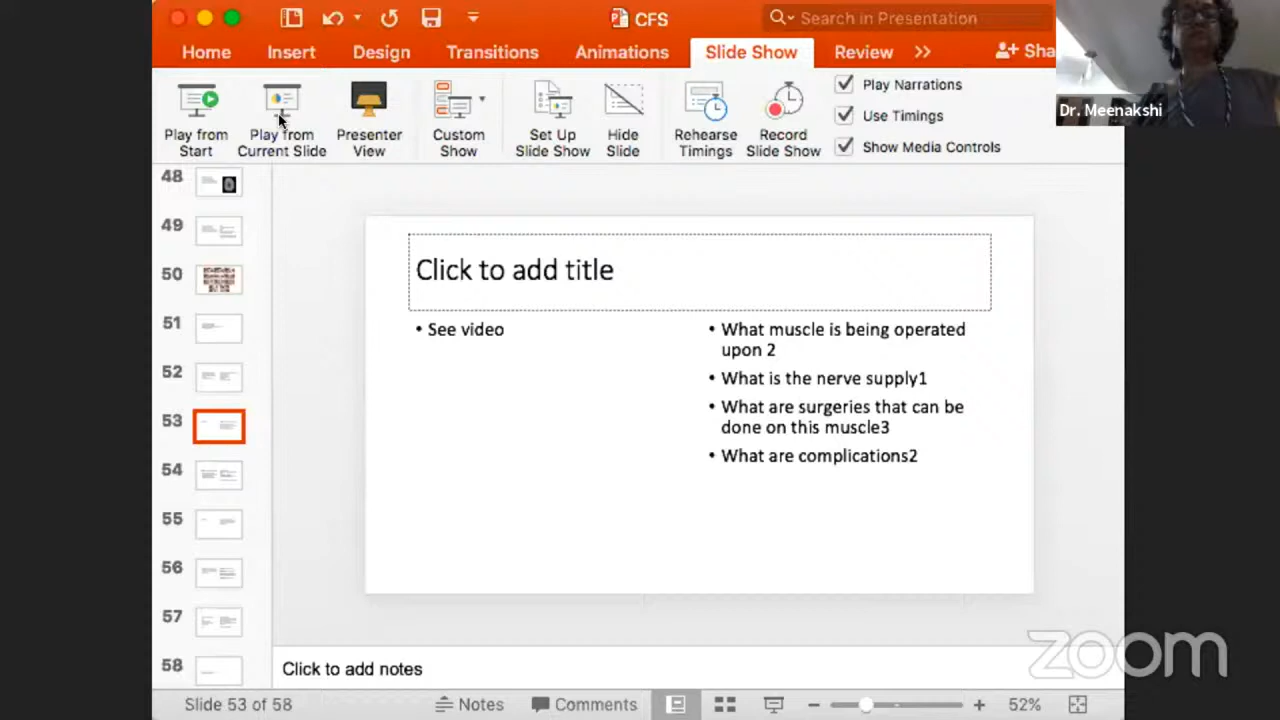 CFS
Search in Presentation
Home Insert Design Transitions Animations Slide Show Review >> Sha
Play from Start
Play from Current Slide
Presenter View
Custom Show
Set Up Slide Show
Hide Slide
Rehearse Timings
Record Slide Show
Play Narrations
Use Timings
Show Media Controls
Dr. Meenakshi
48
49
50
51
52
53
54
55
56
57
58
Click to add title
• See video
• What muscle is being operated
upon 2
• What is the nerve supply1
• What are surgeries that can be
done on this muscle3
• What are complications2
Click to add notes
zoom
Slide 53 of 58 Notes Comments 52%